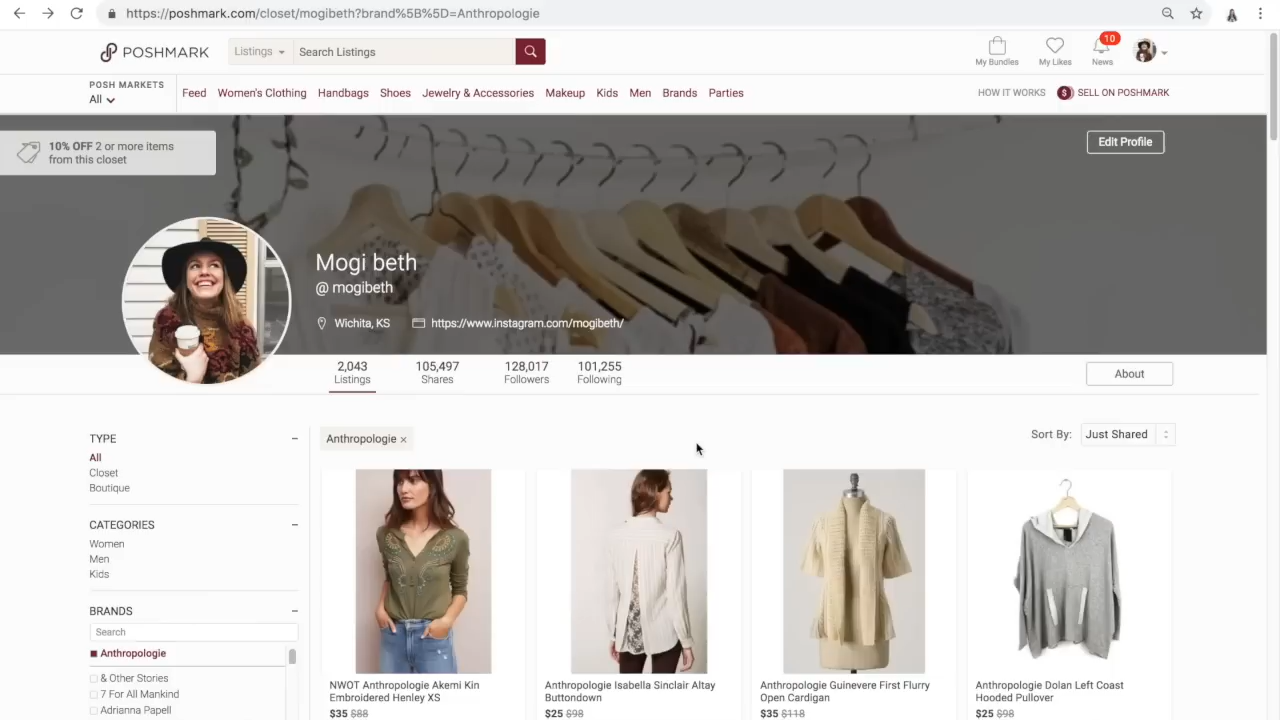 https://poshmark.com/closet/mogibeth?brand%5B%5D=Anthropologie
POSHMARK
Listings
Search Listings
My Bundles
My Likes
10
News
POSH MARKETS
All
Feed
Women's Clothing
Handbags
Shoes
Jewelry & Accessories
Makeup
Kids
Men
Brands
Parties
HOW IT WORKS
$
SELL ON POSHMARK
10% OFF 2 or more items
from this closet
Edit Profile
Mogi beth
@ mogibeth
Wichita, KS
https://www.instagram.com/mogibeth/
2,043
Listings
105,497
Shares
128,017
Followers
101,255
Following
About
TYPE
All
Closet
Boutique
CATEGORIES
Women
Men
Kids
BRANDS
Search
Anthropologie
& Other Stories
7 For All Mankind
Adrianna Papell
Anthropologie ×
Sort By:
Just Shared
NWOT Anthropologie Akemi Kin
Embroidered Henley XS
$35 $88
Anthropologie Isabella Sinclair Altay
Buttondown
$25 $98
Anthropologie Guinevere First Flurry
Open Cardigan
$35 $118
Anthropologie Dolan Left Coast
Hooded Pullover
$25 $98